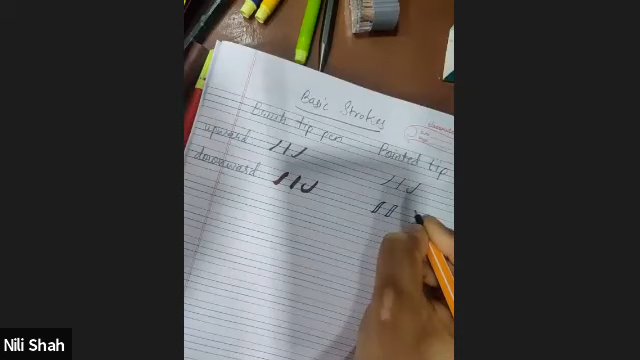 Basic Strokes
Brush tip pen
Pointed tip
upward
downward
Nili Shah